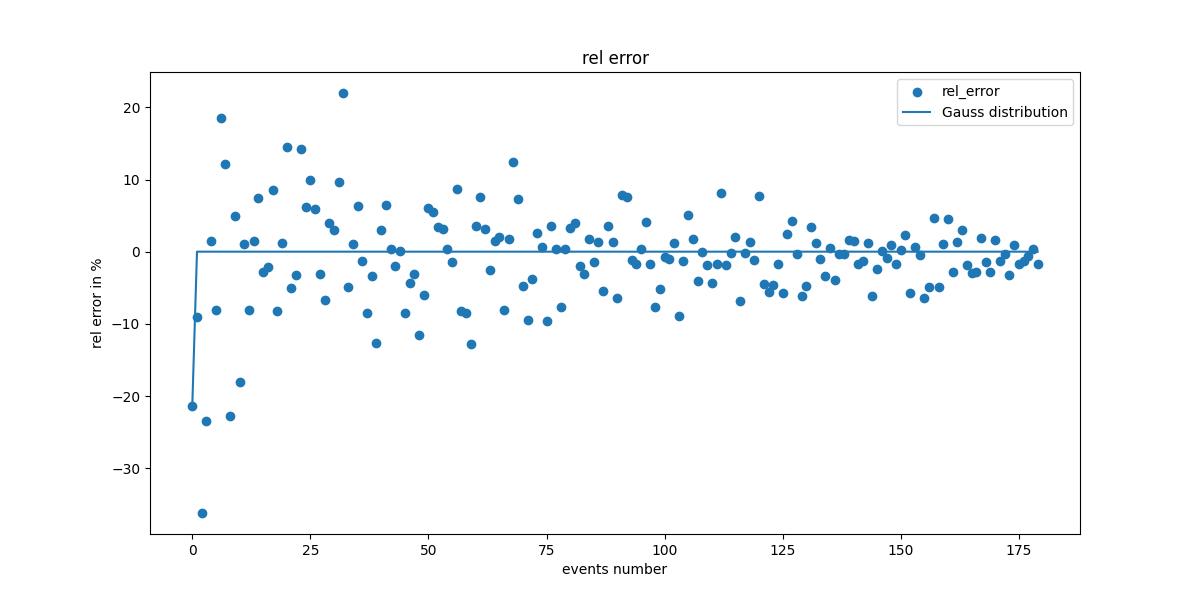 rel error
rel_error
Gauss distribution
20
10
0
−10
−20
−30
rel error in %
0
25
50
75
100
125
150
175
events number